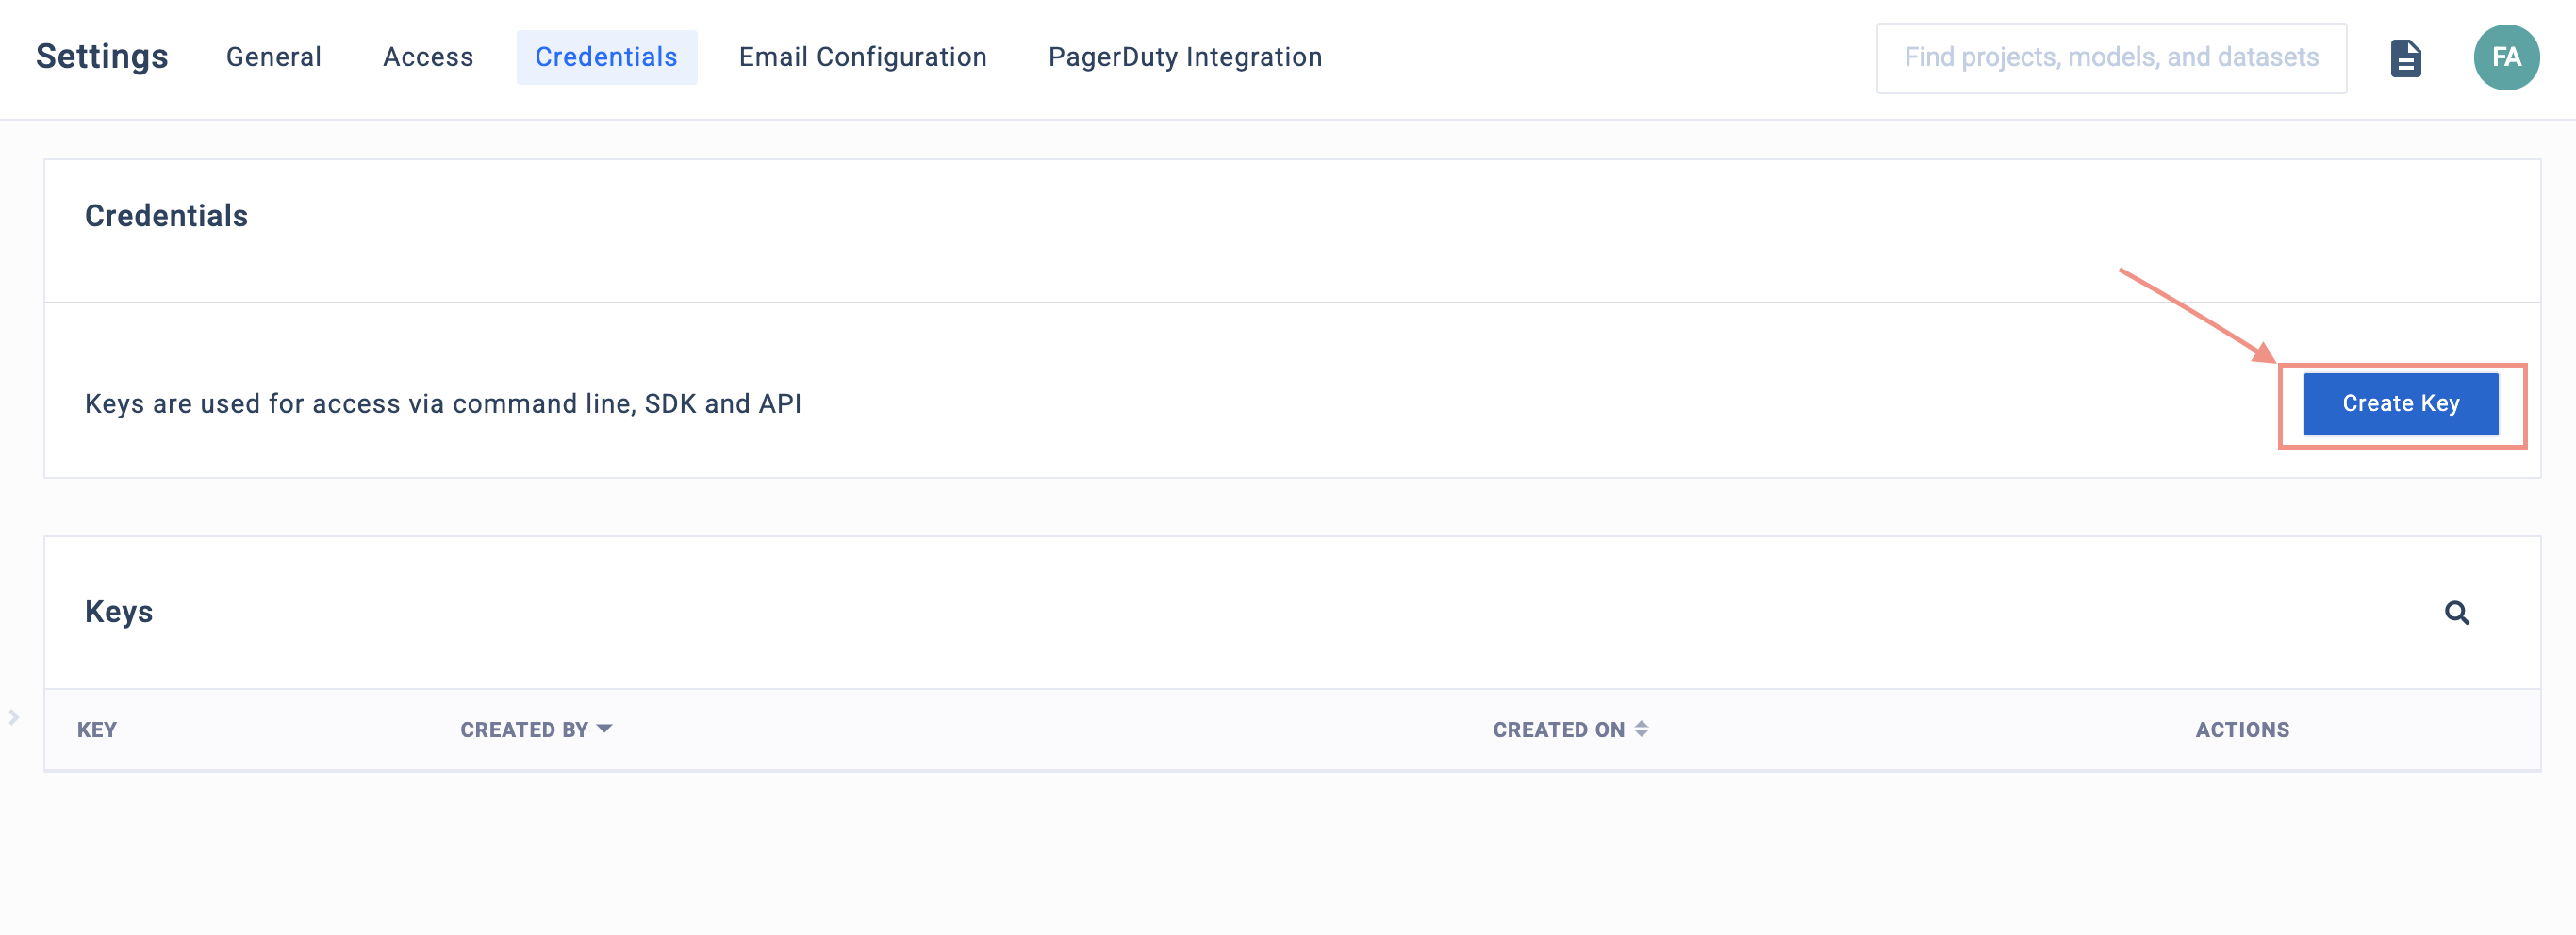 Settings General Access Credentials Email Configuration PagerDuty Integration Find projects, models, and datasets FA
Credentials
Keys are used for access via command line, SDK and API Create Key
Keys
KEY CREATED BY CREATED ON ACTIONS